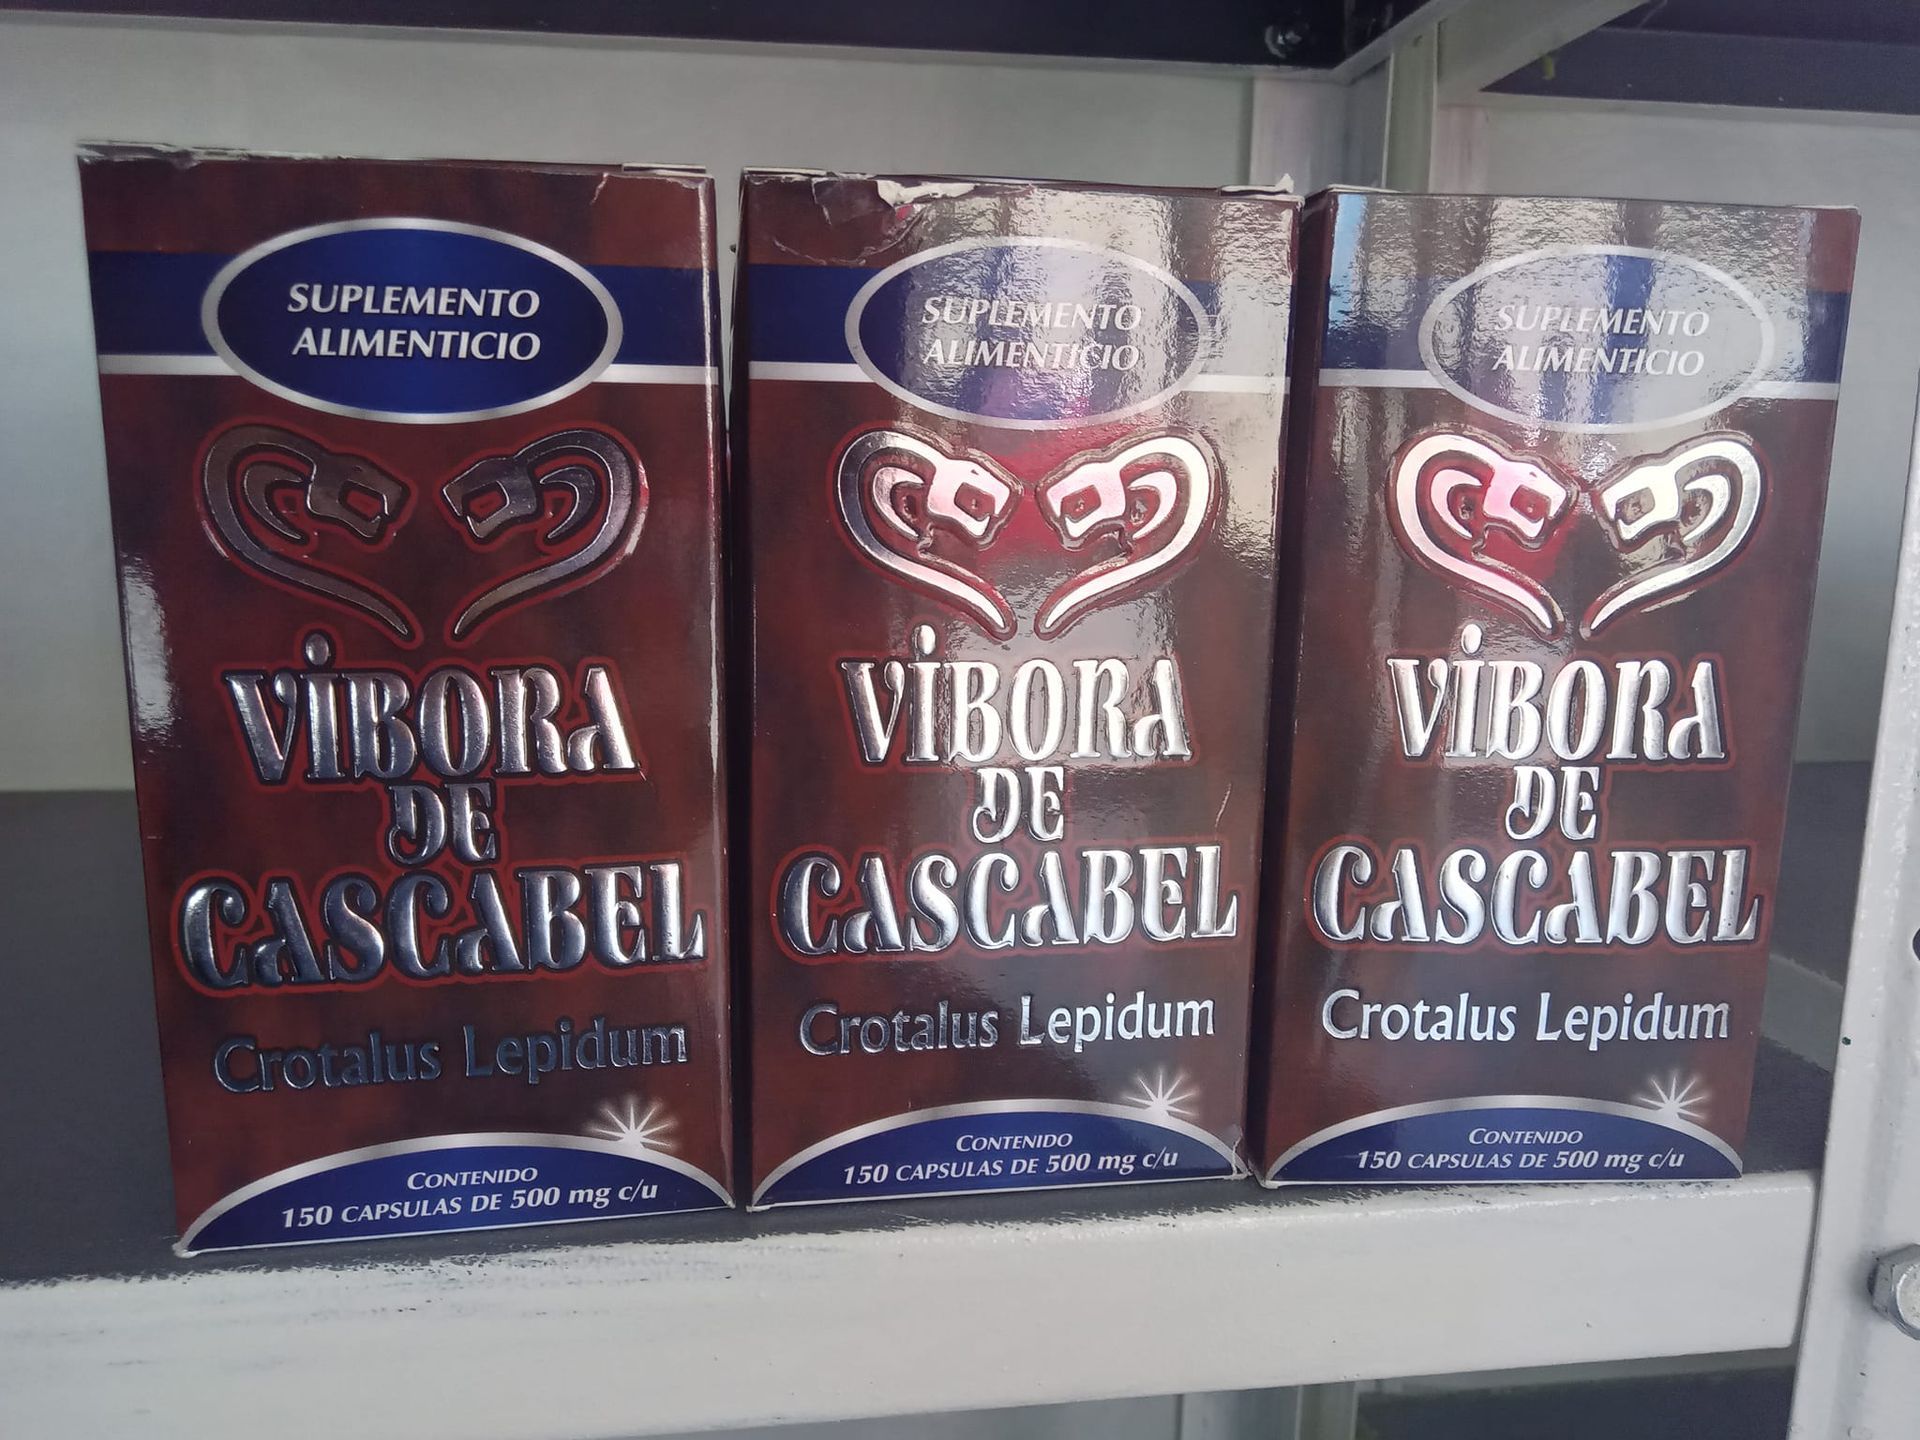 SUPLEMENTO
ALIMENTICIO
VIBORA
DE
CASCABEL
Crotalus Lepidum
CONTENIDO
150 CAPSULAS DE 500 mg c/u
SUPLEMENTO
ALIMENTICIO
VIBORA
DE
CASCABEL
Crotalus Lepidum
CONTENIDO
150 CAPSULAS DE 500 mg c/u
SUPLEMENTO
ALIMENTICIO
VIBORA
DE
CASCABEL
Crotalus Lepidum
CONTENIDO
150 CAPSULAS DE 500 mg c/u